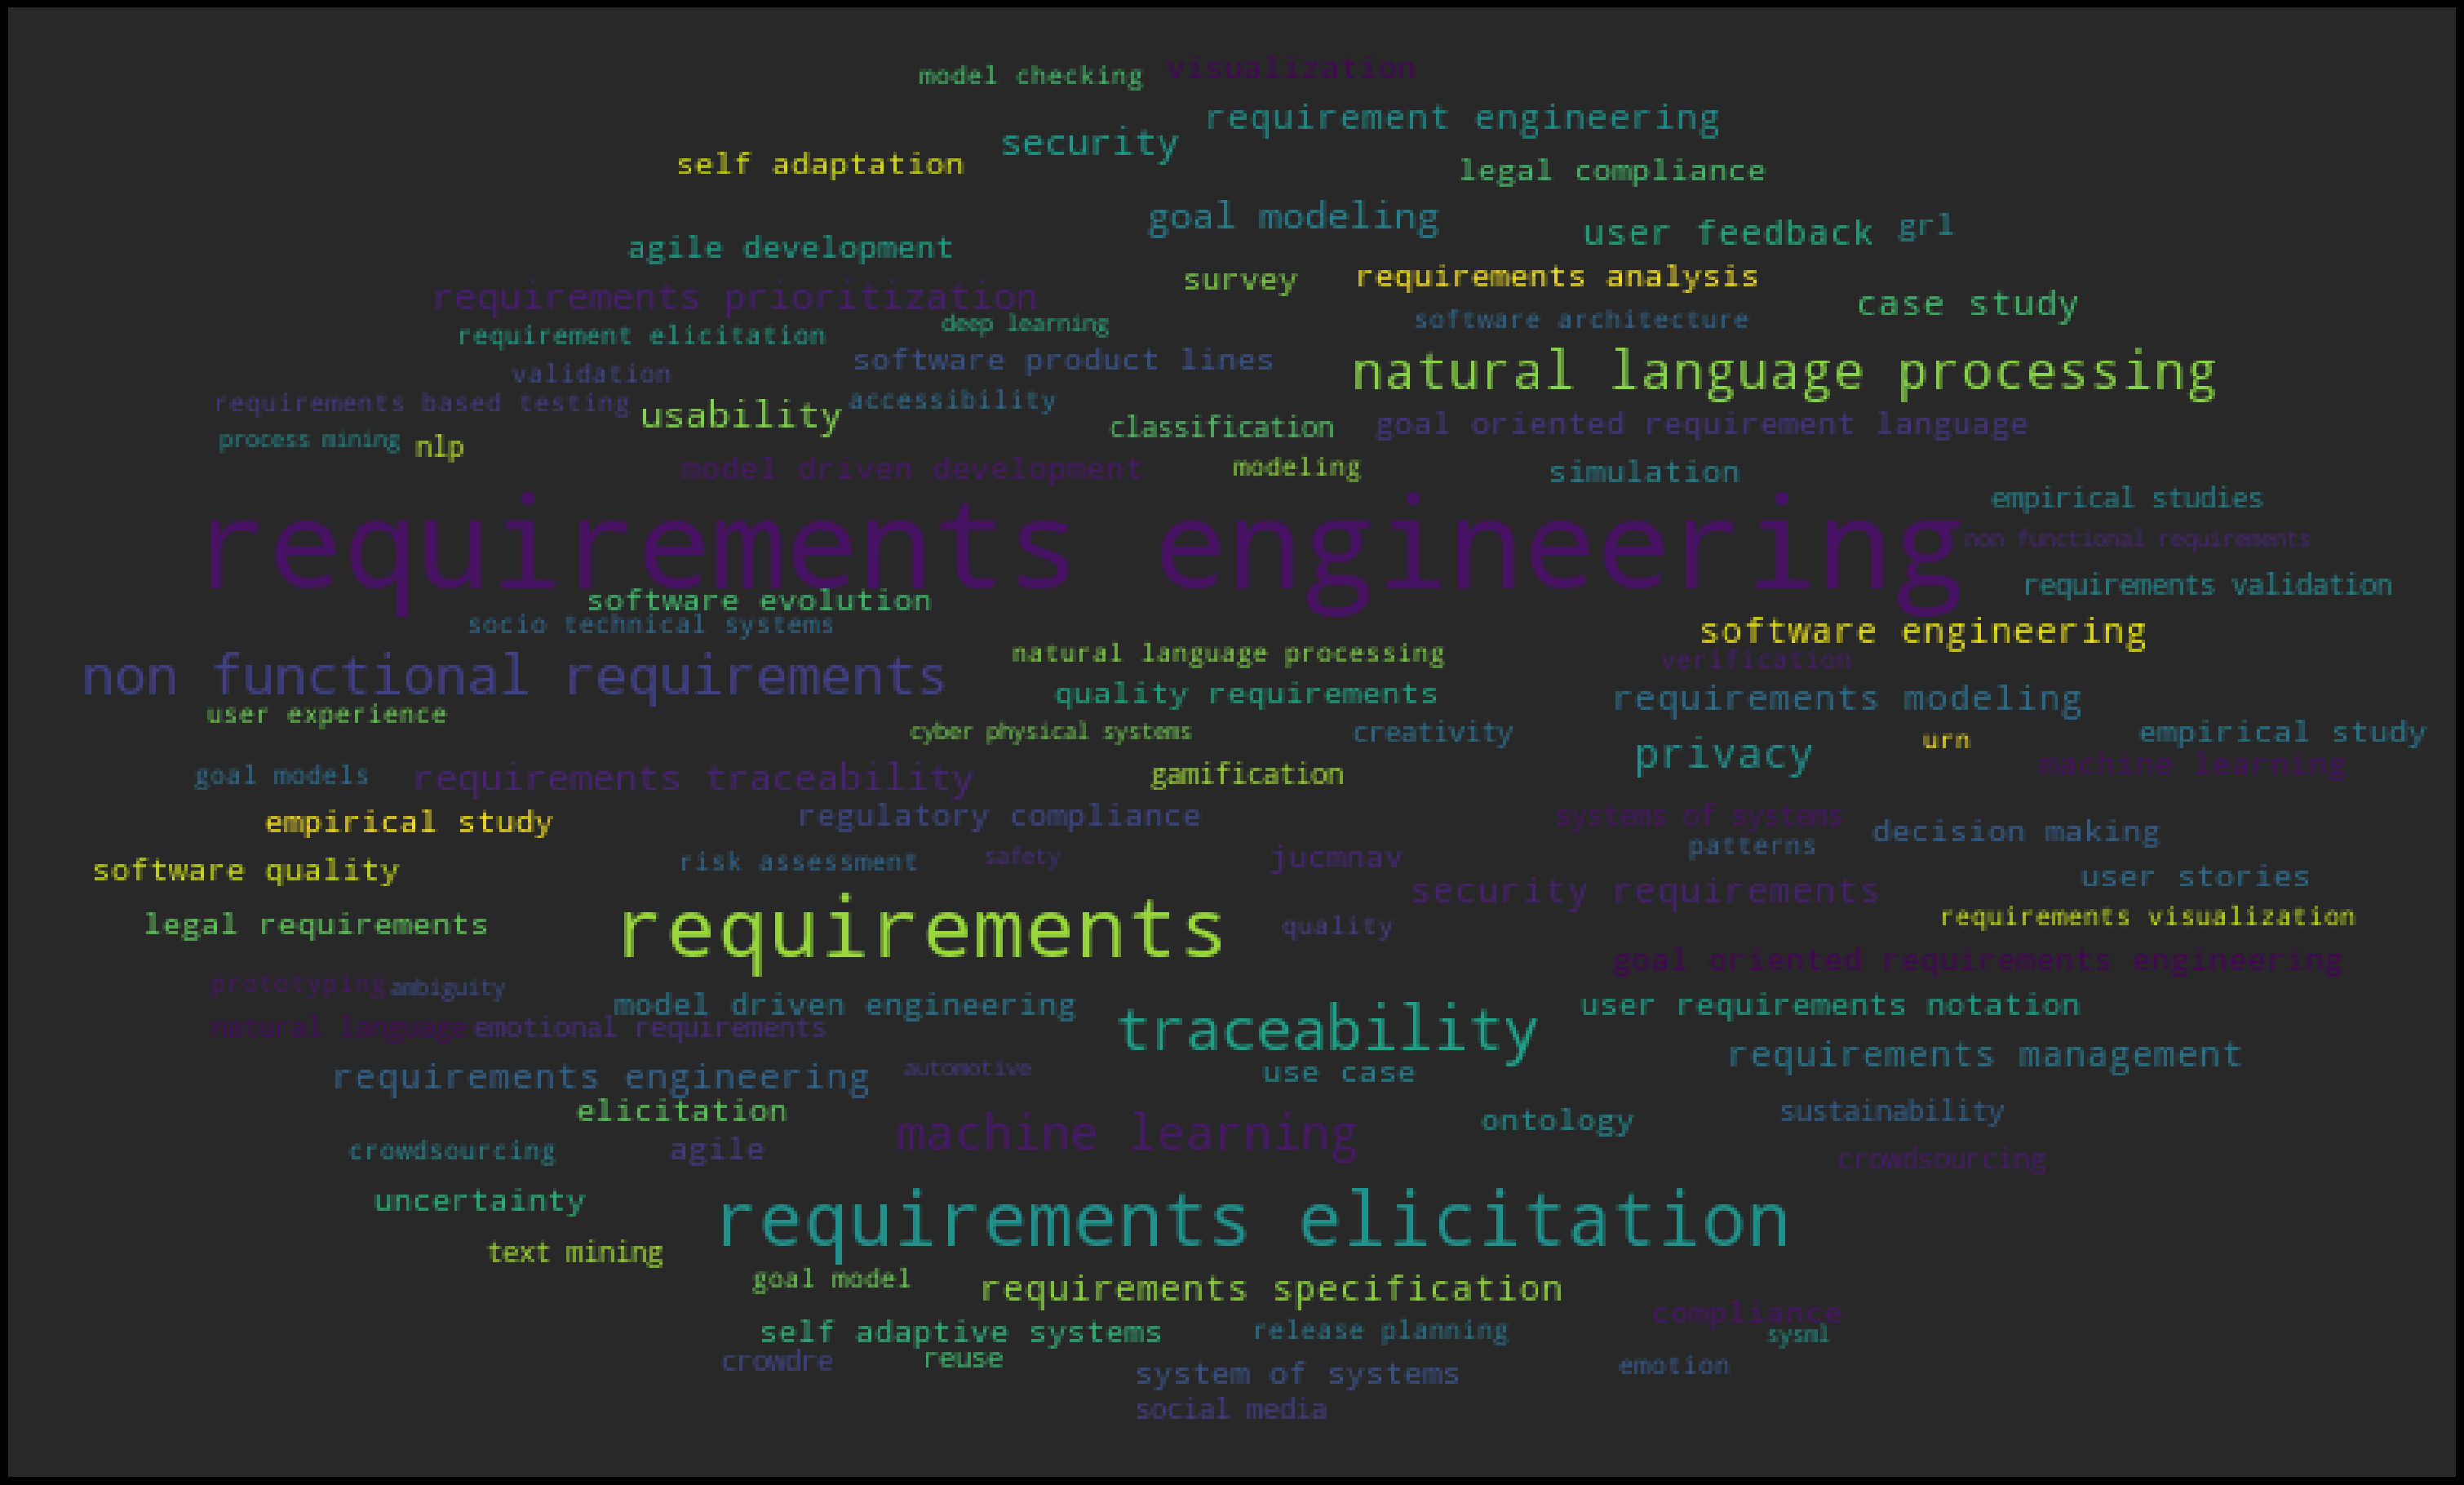 model checking
visualization
requirement engineering
security
self adaptation
legal compliance
goal modeling
user feedback
grl
agile development
survey
requirements analysis
requirements prioritization
case study
deep learning
software architecture
requirement elicitation
software product lines
natural language processing
validation
requirements based testing
accessibility
usability
classification
goal oriented requirement language
process mining
nlp
model driven development
modeling
simulation
empirical studies
requirements engineering
non functional requirements
requirements validation
software evolution
socio technical systems
software engineering
natural language processing
verification
non functional requirements
quality requirements
requirements modeling
user experience
cyber physical systems
creativity
privacy
urn
empirical study
goal models
requirements traceability
gamification
machine learning
empirical study
regulatory compliance
systems of systems
decision making
patterns
software quality
risk assessment
safety
jucmnav
user stories
security requirements
legal requirements
requirements
quality
requirements visualization
goal oriented requirements engineering
prototyping
ambiguity
model driven engineering
user requirements notation
natural language
emotional requirements
traceability
requirements management
requirements engineering
automotive
use case
elicitation
sustainability
machine learning
ontology
crowdsourcing
agile
crowdsourcing
uncertainty
requirements elicitation
text mining
goal model
requirements specification
compliance
self adaptive systems
release planning
sysml
crowdre
reuse
system of systems
emotion
social media